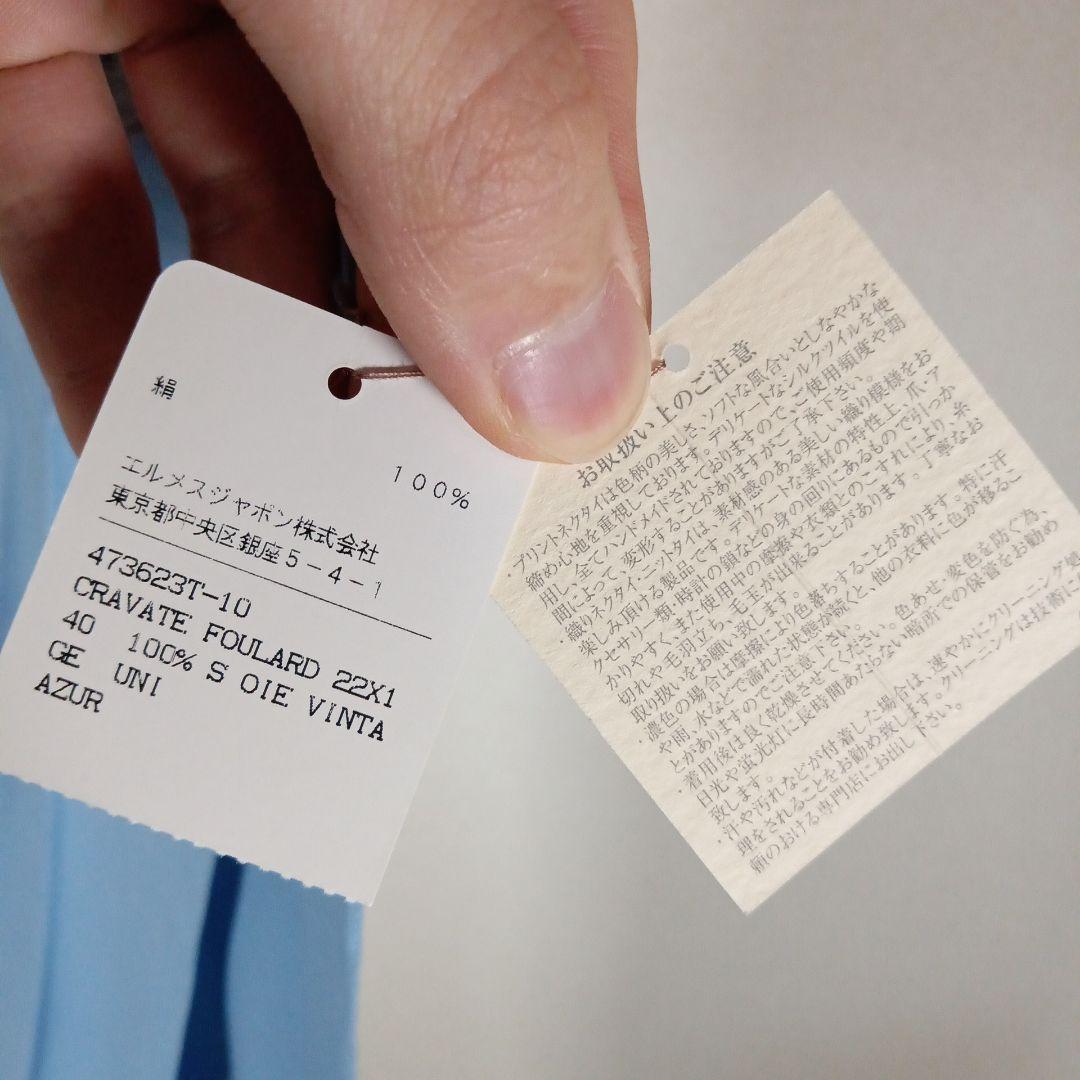 絹
100%
エルメスジャポン株式会社
東京都中央区銀座5-4-1
473623T-10
CRAVATE FOULARD 22X1
40 100% S OIE VINTA
GE UNI
AZUR
お取扱い上のご注意
・プリントネクタイは色柄の美しさ、ソフトな風合いとしなやかな
締め心地を重視しております。デリケートなシルクツイルを使
用し、全てハンドメイドされておりますので、ご使用頻度や期
間によって、変形することがありますがご了承下さい。
・織りネクタイ、ニットタイは、素材感のある美しい織り模様をお
楽しみ頂ける製品です。デリケートな素材の特性上、爪・ア
クセサリー類・時計の鎖などの身の回りにあるもので引っか
かりやすく、また使用中の摩擦や衣類とのこすれにより、糸
切れや毛羽立ち、毛玉が出来ることがあります。丁寧なお
取り扱いをお願い致します。
・濃色の場合は摩擦により色落ちすることがあります。特に汗
や雨、水などで濡れた状態が続くと、他の衣料に色が移るこ
とがありますのでご注意下さい。
・着用後は良く乾燥させてください。色あせ・変色を防ぐ為、
日光や蛍光灯に長時間あたらない暗所での保管をお勧め
致します。
・汗や汚れなどが付着した場合は、速やかにクリーニング処
理をされることをお勧め致します。クリーニングは技術に
頼のおける専門店にお出し下さい。